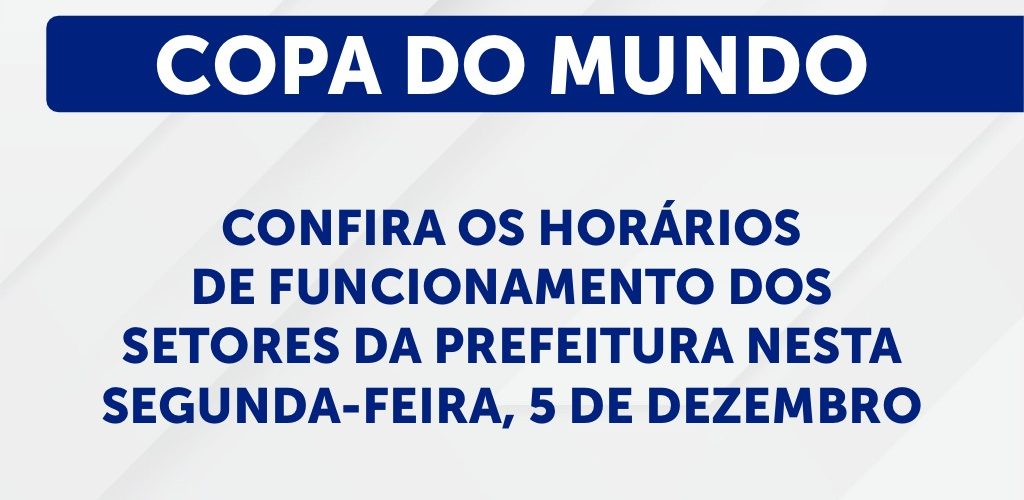 COPA DO MUNDO
CONFIRA OS HORÁRIOS
DE FUNCIONAMENTO DOS
SETORES DA PREFEITURA NESTA
SEGUNDA-FEIRA, 5 DE DEZEMBRO